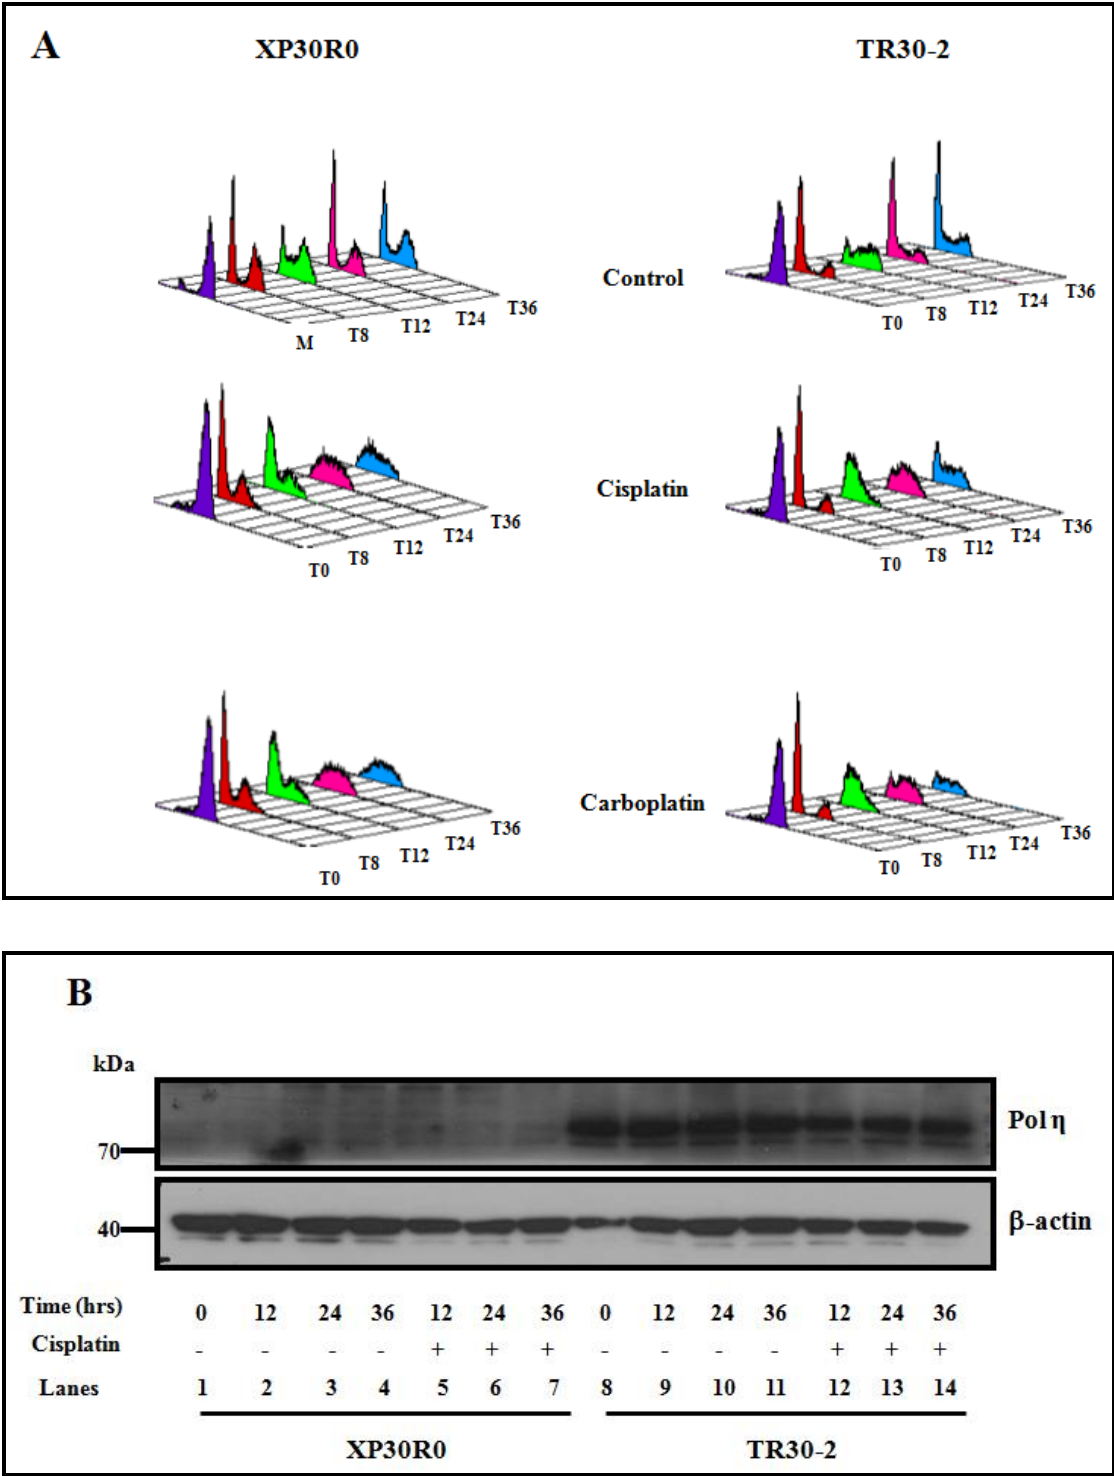 A
XP30R0 TR30-2
Control
M T8 T12 T24 T36
T0 T8 T12 T24 T36
Cisplatin
T0 T8 T12 T24 T36
T0 T8 T12 T24 T36
Carboplatin
T0 T8 T12 T24 T36
T0 T8 T12 T24 T36
B
kDa
Pol η
70
40
β-actin
Time (hrs) 0 12 24 36 12 24 36 0 12 24 36 12 24 36
Cisplatin - - - - + + + - - - - + + +
Lanes 1 2 3 4 5 6 7 8 9 10 11 12 13 14
XP30R0 TR30-2